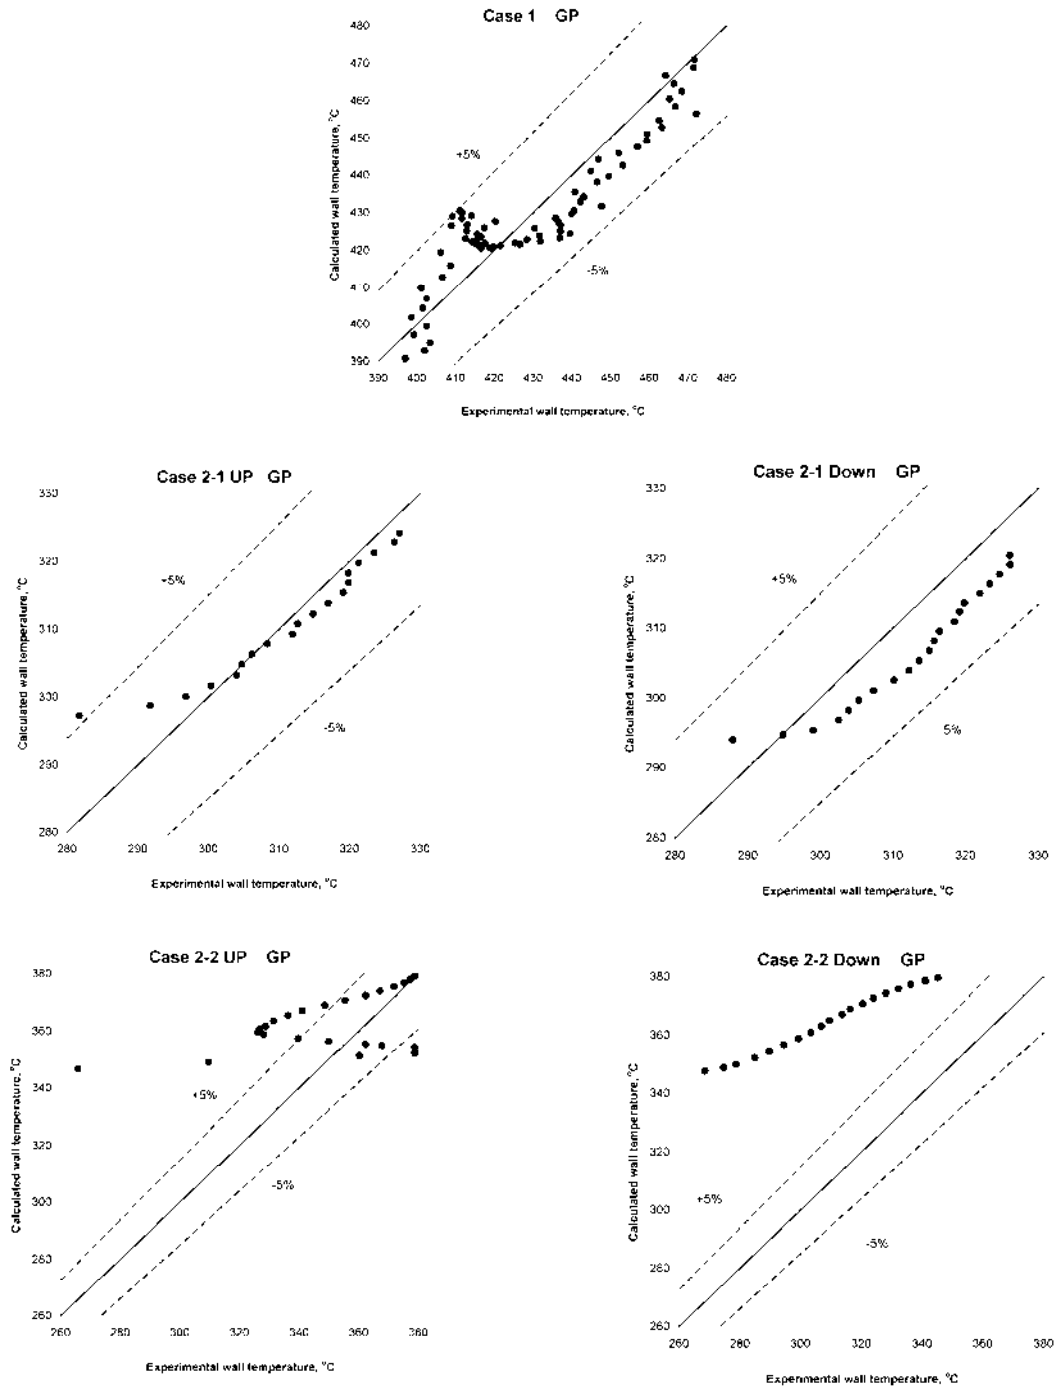 Case 1 GP
480
470
460
450
440
430
420
410
400
390
+5%
-5%
Calculated wall temperature, °C
390 400 410 420 430 440 450 460 470 480
Experimental wall temperature, °C
Case 2-1 UP GP
330
320
310
300
290
280
+5%
-5%
Calculated wall temperature, °C
280 290 300 310 320 330
Experimental wall temperature, °C
Case 2-1 Down GP
330
320
310
300
290
280
+5%
5%
Calculated wall temperature, °C
280 290 300 310 320 330
Experimental wall temperature, °C
Case 2-2 UP GP
380
360
340
320
300
280
260
+5%
-5%
Calculated wall temperature, °C
260 280 300 320 340 360 360
Experimental wall temperature, °C
Case 2-2 Down GP
380
360
340
320
300
280
260
+5%
-5%
Calculated wall temperature, °C
260 280 300 320 340 360 380
Experimental wall temperature, °C